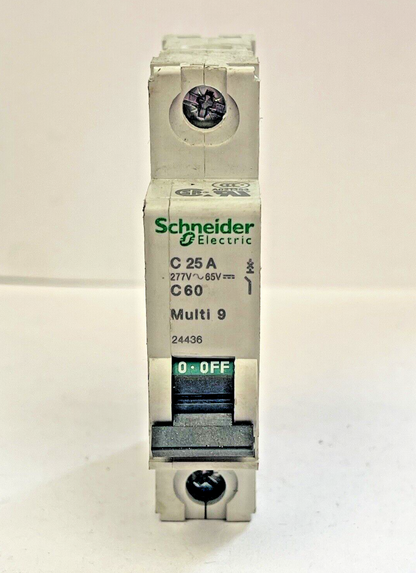 Schneider
Electric
C 25 A
277V~ 65V⎓
C60
Multi 9
24436
0·OFF